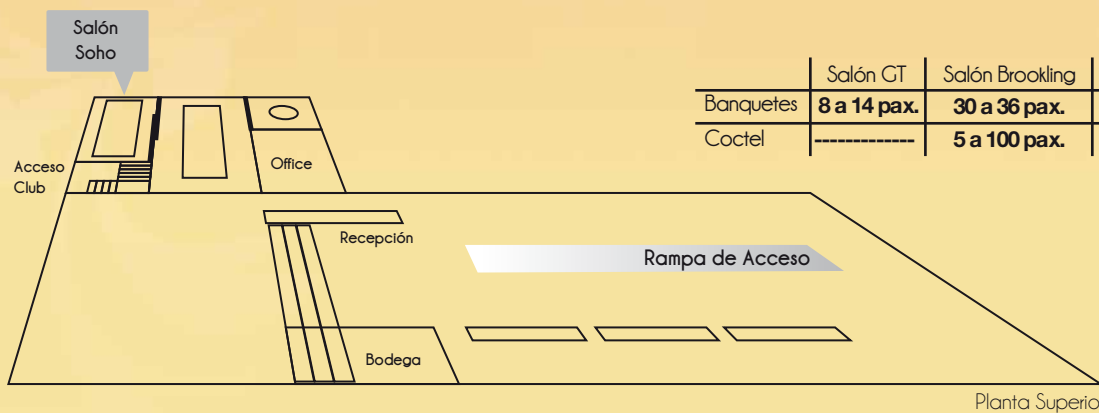 Salón
Soho
Salón GT Salón Brookling
Banquetes 8 a 14 pax. 30 a 36 pax.
Coctel ------------- 5 a 100 pax.
Acceso
Club
Office
Recepción
Rampa de Acceso
Bodega
Planta Superio